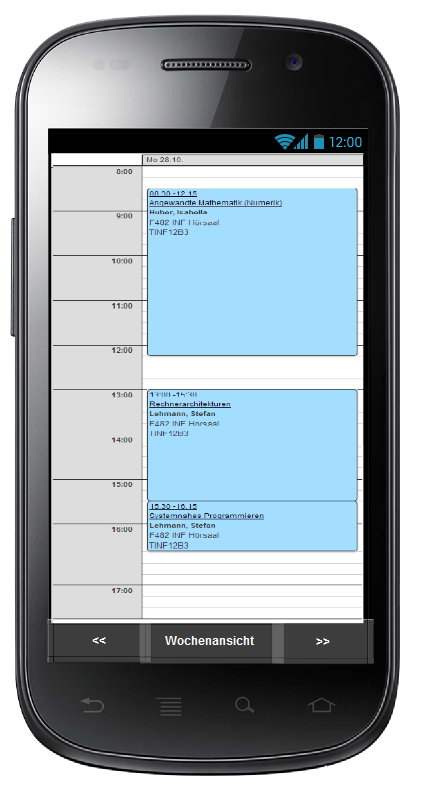 12:00
Mo 28.10.
8:00
08:30 -12:15
Angewandte Mathematik (Numerik)
Huber, Isabella
F482 INF Hörsaal
TINF12B3
9:00
10:00
11:00
12:00
13:00
13:00 -15:30
Rechnerarchitekturen
Lehmann, Stefan
F482 INF Hörsaal
TINF12B3
14:00
15:00
15:30 -16:15
Systemnahes Programmieren
Lehmann, Stefan
F482 INF Hörsaal
TINF12B3
16:00
17:00
<< Wochenansicht >>